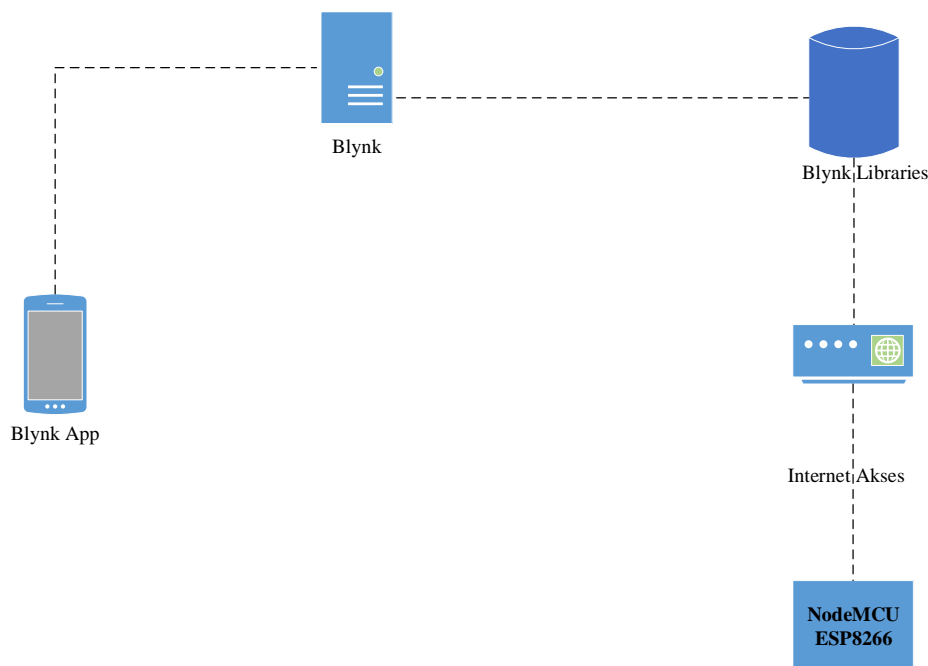 Blynk
Blynk Libraries
Blynk App
Internet Akses
NodeMCU
ESP8266